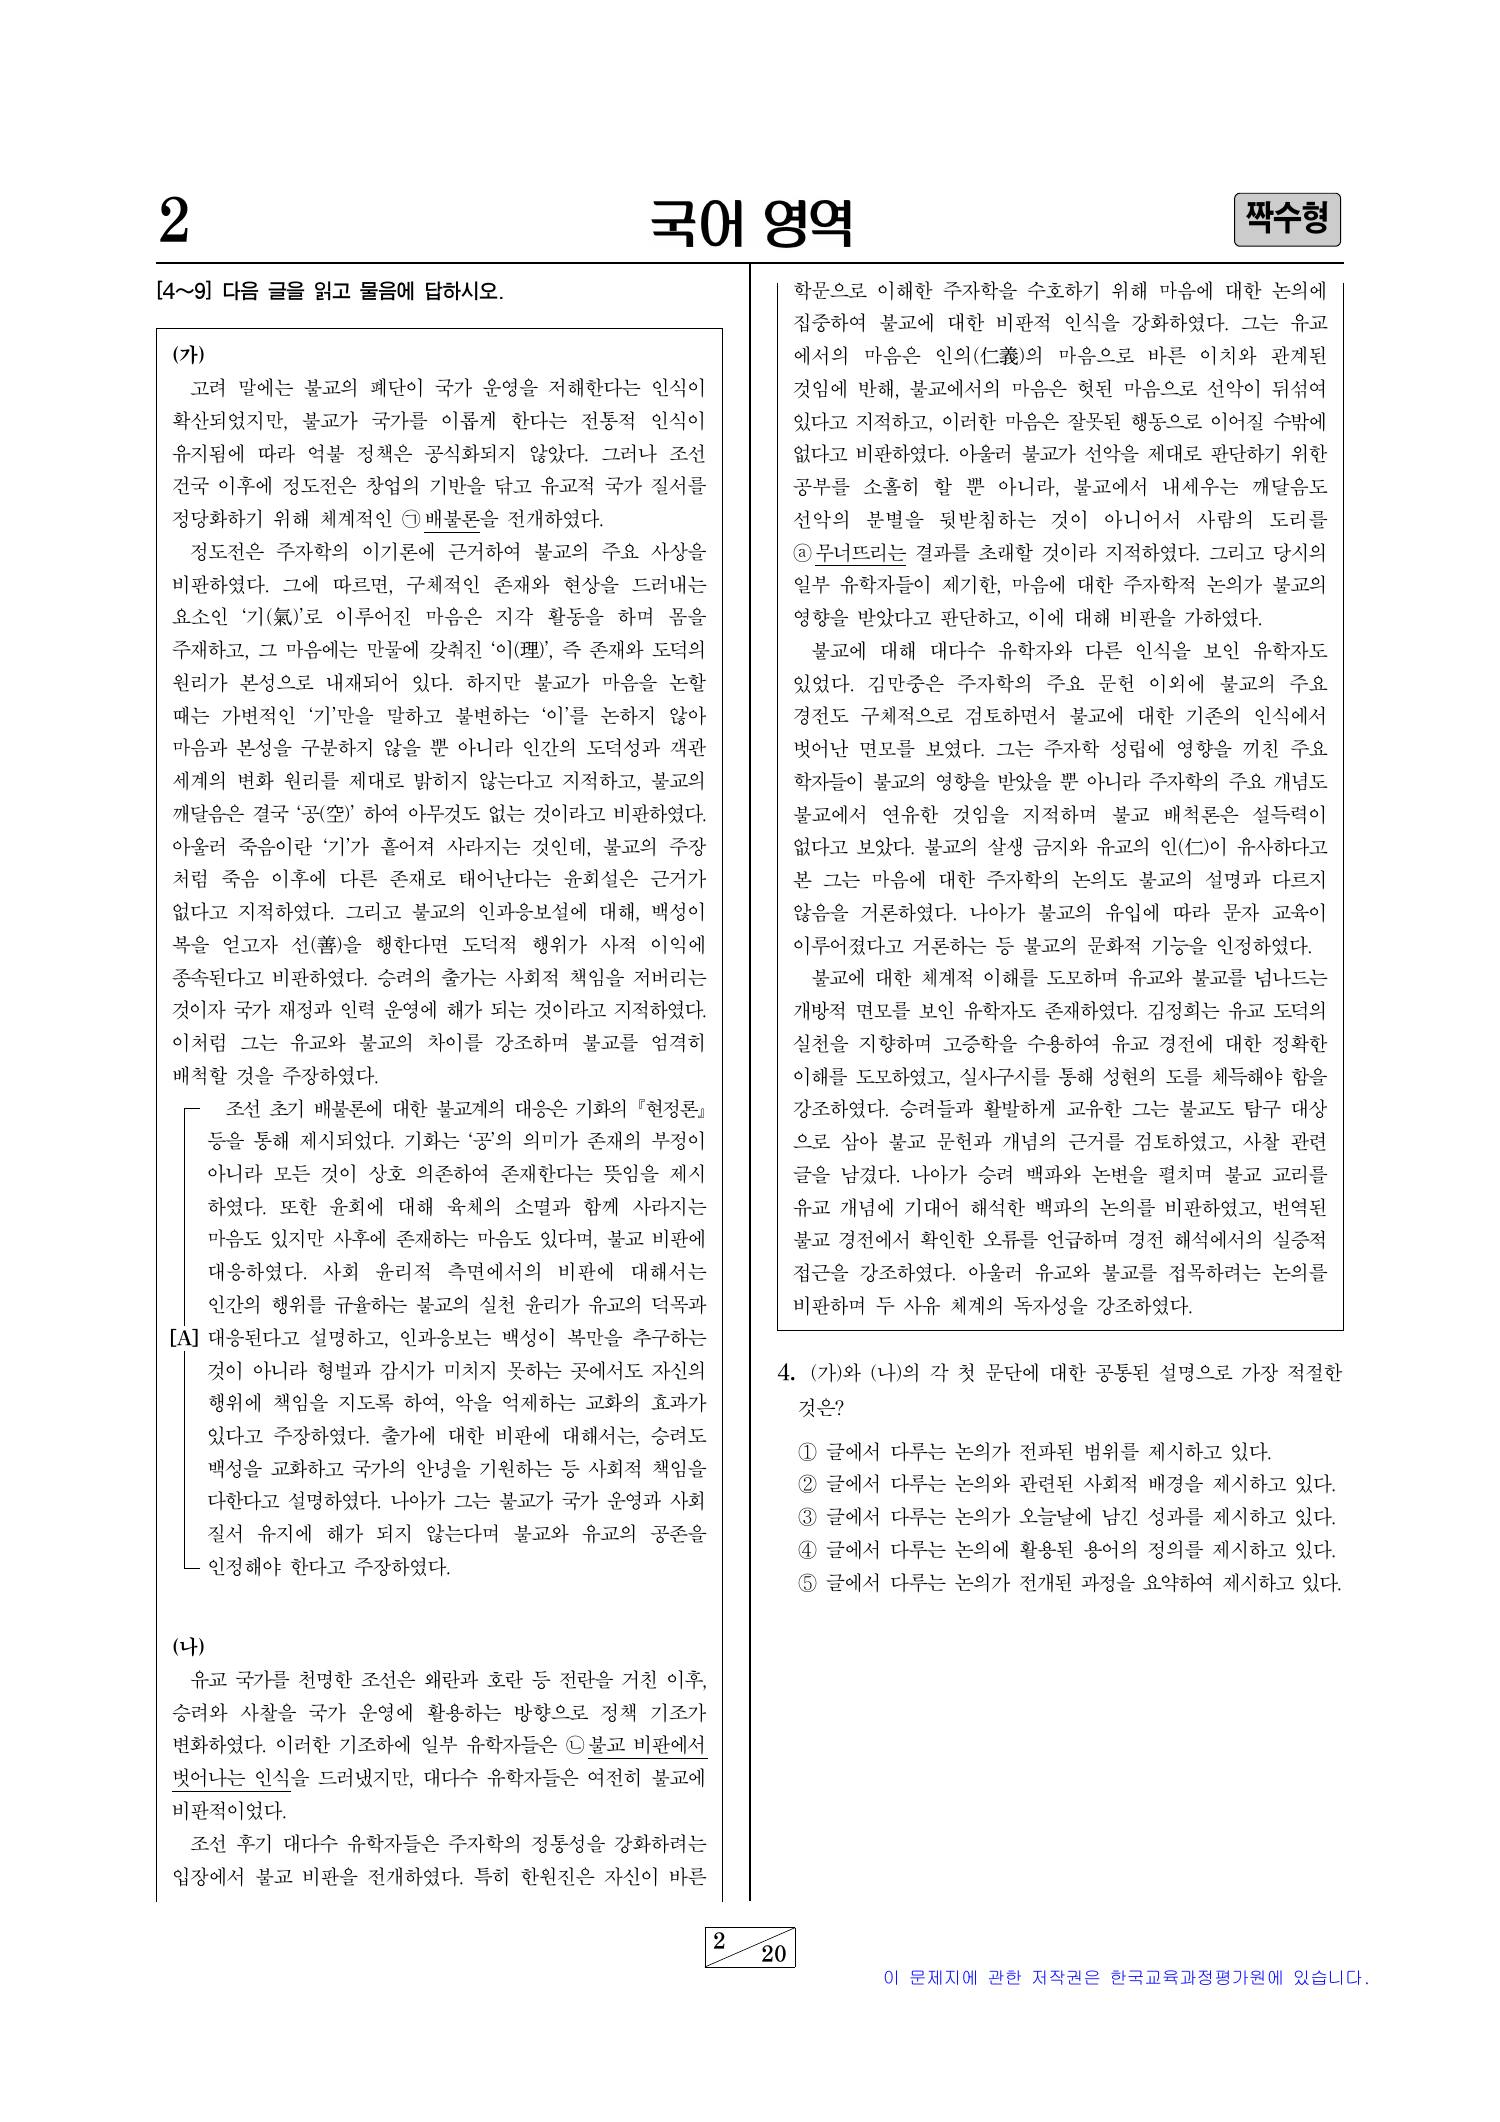 2
국어 영역
짝수형
[4~9] 다음 글을 읽고 물음에 답하시오.
(가)
고려 말에는 불교의 폐단이 국가 운영을 저해한다는 인식이
확산되었지만, 불교가 국가를 이롭게 한다는 전통적 인식이
유지됨에 따라 억불 정책은 공식화되지 않았다. 그러나 조선
건국 이후에 정도전은 창업의 기반을 닦고 유교적 국가 질서를
정당화하기 위해 체계적인 ㉠배불론을 전개하였다.
정도전은 주자학의 이기론에 근거하여 불교의 주요 사상을
비판하였다. 그에 따르면, 구체적인 존재와 현상을 드러내는
요소인 ‘기(氣)’로 이루어진 마음은 지각 활동을 하며 몸을
주재하고, 그 마음에는 만물에 갖춰진 ‘이(理)’, 즉 존재와 도덕의
원리가 본성으로 내재되어 있다. 하지만 불교가 마음을 논할
때는 가변적인 ‘기’만을 말하고 불변하는 ‘이’를 논하지 않아
마음과 본성을 구분하지 않을 뿐 아니라 인간의 도덕성과 객관
세계의 변화 원리를 제대로 밝히지 않는다고 지적하고, 불교의
깨달음은 결국 ‘공(空)’ 하여 아무것도 없는 것이라고 비판하였다.
아울러 죽음이란 ‘기’가 흩어져 사라지는 것인데, 불교의 주장
처럼 죽음 이후에 다른 존재로 태어난다는 윤회설은 근거가
없다고 지적하였다. 그리고 불교의 인과응보설에 대해, 백성이
복을 얻고자 선(善)을 행한다면 도덕적 행위가 사적 이익에
종속된다고 비판하였다. 승려의 출가는 사회적 책임을 저버리는
것이자 국가 재정과 인력 운영에 해가 되는 것이라고 지적하였다.
이처럼 그는 유교와 불교의 차이를 강조하며 불교를 엄격히
배척할 것을 주장하였다.
조선 초기 배불론에 대한 불교계의 대응은 기화의 『현정론』
등을 통해 제시되었다. 기화는 ‘공’의 의미가 존재의 부정이
아니라 모든 것이 상호 의존하여 존재한다는 뜻임을 제시
하였다. 또한 윤회에 대해 육체의 소멸과 함께 사라지는
마음도 있지만 사후에 존재하는 마음도 있다며, 불교 비판에
대응하였다. 사회 윤리적 측면에서의 비판에 대해서는
인간의 행위를 규율하는 불교의 실천 윤리가 유교의 덕목과
[A] 대응된다고 설명하고, 인과응보는 백성이 복만을 추구하는
것이 아니라 형벌과 감시가 미치지 못하는 곳에서도 자신의
행위에 책임을 지도록 하여, 악을 억제하는 교화의 효과가
있다고 주장하였다. 출가에 대한 비판에 대해서는, 승려도
백성을 교화하고 국가의 안녕을 기원하는 등 사회적 책임을
다한다고 설명하였다. 나아가 그는 불교가 국가 운영과 사회
질서 유지에 해가 되지 않는다며 불교와 유교의 공존을
인정해야 한다고 주장하였다.
(나)
유교 국가를 천명한 조선은 왜란과 호란 등 전란을 거친 이후,
승려와 사찰을 국가 운영에 활용하는 방향으로 정책 기조가
변화하였다. 이러한 기조하에 일부 유학자들은 ㉡불교 비판에서
벗어나는 인식을 드러냈지만, 대다수 유학자들은 여전히 불교에
비판적이었다.
조선 후기 대다수 유학자들은 주자학의 정통성을 강화하려는
입장에서 불교 비판을 전개하였다. 특히 한원진은 자신이 바른
학문으로 이해한 주자학을 수호하기 위해 마음에 대한 논의에
집중하여 불교에 대한 비판적 인식을 강화하였다. 그는 유교
에서의 마음은 인의(仁義)의 마음으로 바른 이치와 관계된
것임에 반해, 불교에서의 마음은 헛된 마음으로 선악이 뒤섞여
있다고 지적하고, 이러한 마음은 잘못된 행동으로 이어질 수밖에
없다고 비판하였다. 아울러 불교가 선악을 제대로 판단하기 위한
공부를 소홀히 할 뿐 아니라, 불교에서 내세우는 깨달음도
선악의 분별을 뒷받침하는 것이 아니어서 사람의 도리를
ⓐ무너뜨리는 결과를 초래할 것이라 지적하였다. 그리고 당시의
일부 유학자들이 제기한, 마음에 대한 주자학적 논의가 불교의
영향을 받았다고 판단하고, 이에 대해 비판을 가하였다.
불교에 대해 대다수 유학자와 다른 인식을 보인 유학자도
있었다. 김만중은 주자학의 주요 문헌 이외에 불교의 주요
경전도 구체적으로 검토하면서 불교에 대한 기존의 인식에서
벗어난 면모를 보였다. 그는 주자학 성립에 영향을 끼친 주요
학자들이 불교의 영향을 받았을 뿐 아니라 주자학의 주요 개념도
불교에서 연유한 것임을 지적하며 불교 배척론은 설득력이
없다고 보았다. 불교의 살생 금지와 유교의 인(仁)이 유사하다고
본 그는 마음에 대한 주자학의 논의도 불교의 설명과 다르지
않음을 거론하였다. 나아가 불교의 유입에 따라 문자 교육이
이루어졌다고 거론하는 등 불교의 문화적 기능을 인정하였다.
불교에 대한 체계적 이해를 도모하며 유교와 불교를 넘나드는
개방적 면모를 보인 유학자도 존재하였다. 김정희는 유교 도덕의
실천을 지향하며 고증학을 수용하여 유교 경전에 대한 정확한
이해를 도모하였고, 실사구시를 통해 성현의 도를 체득해야 함을
강조하였다. 승려들과 활발하게 교유한 그는 불교도 탐구 대상
으로 삼아 불교 문헌과 개념의 근거를 검토하였고, 사찰 관련
글을 남겼다. 나아가 승려 백파와 논변을 펼치며 불교 교리를
유교 개념에 기대어 해석한 백파의 논의를 비판하였고, 번역된
불교 경전에서 확인한 오류를 언급하며 경전 해석에서의 실증적
접근을 강조하였다. 아울러 유교와 불교를 접목하려는 논의를
비판하며 두 사유 체계의 독자성을 강조하였다.
4. (가)와 (나)의 각 첫 문단에 대한 공통된 설명으로 가장 적절한
것은?
① 글에서 다루는 논의가 전파된 범위를 제시하고 있다.
② 글에서 다루는 논의와 관련된 사회적 배경을 제시하고 있다.
③ 글에서 다루는 논의가 오늘날에 남긴 성과를 제시하고 있다.
④ 글에서 다루는 논의에 활용된 용어의 정의를 제시하고 있다.
⑤ 글에서 다루는 논의가 전개된 과정을 요약하여 제시하고 있다.
2
20
이 문제지에 관한 저작권은 한국교육과정평가원에 있습니다.